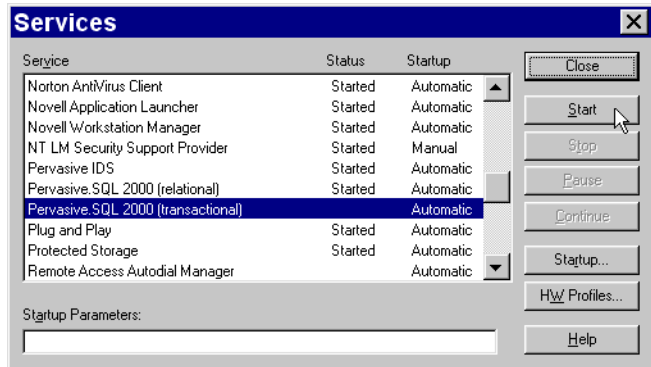 Services
Service Status Startup
Norton AntiVirus Client Started Automatic
Novell Application Launcher Started Automatic
Novell Workstation Manager Started Automatic
NT LM Security Support Provider Started Manual
Pervasive IDS Automatic
Pervasive.SQL 2000 (relational) Started Automatic
Pervasive.SQL 2000 (transactional) Automatic
Plug and Play Started Automatic
Protected Storage Started Automatic
Remote Access Autodial Manager Automatic
Startup Parameters:
Close
Start
Stop
Pause
Continue
Startup...
HW Profiles...
Help